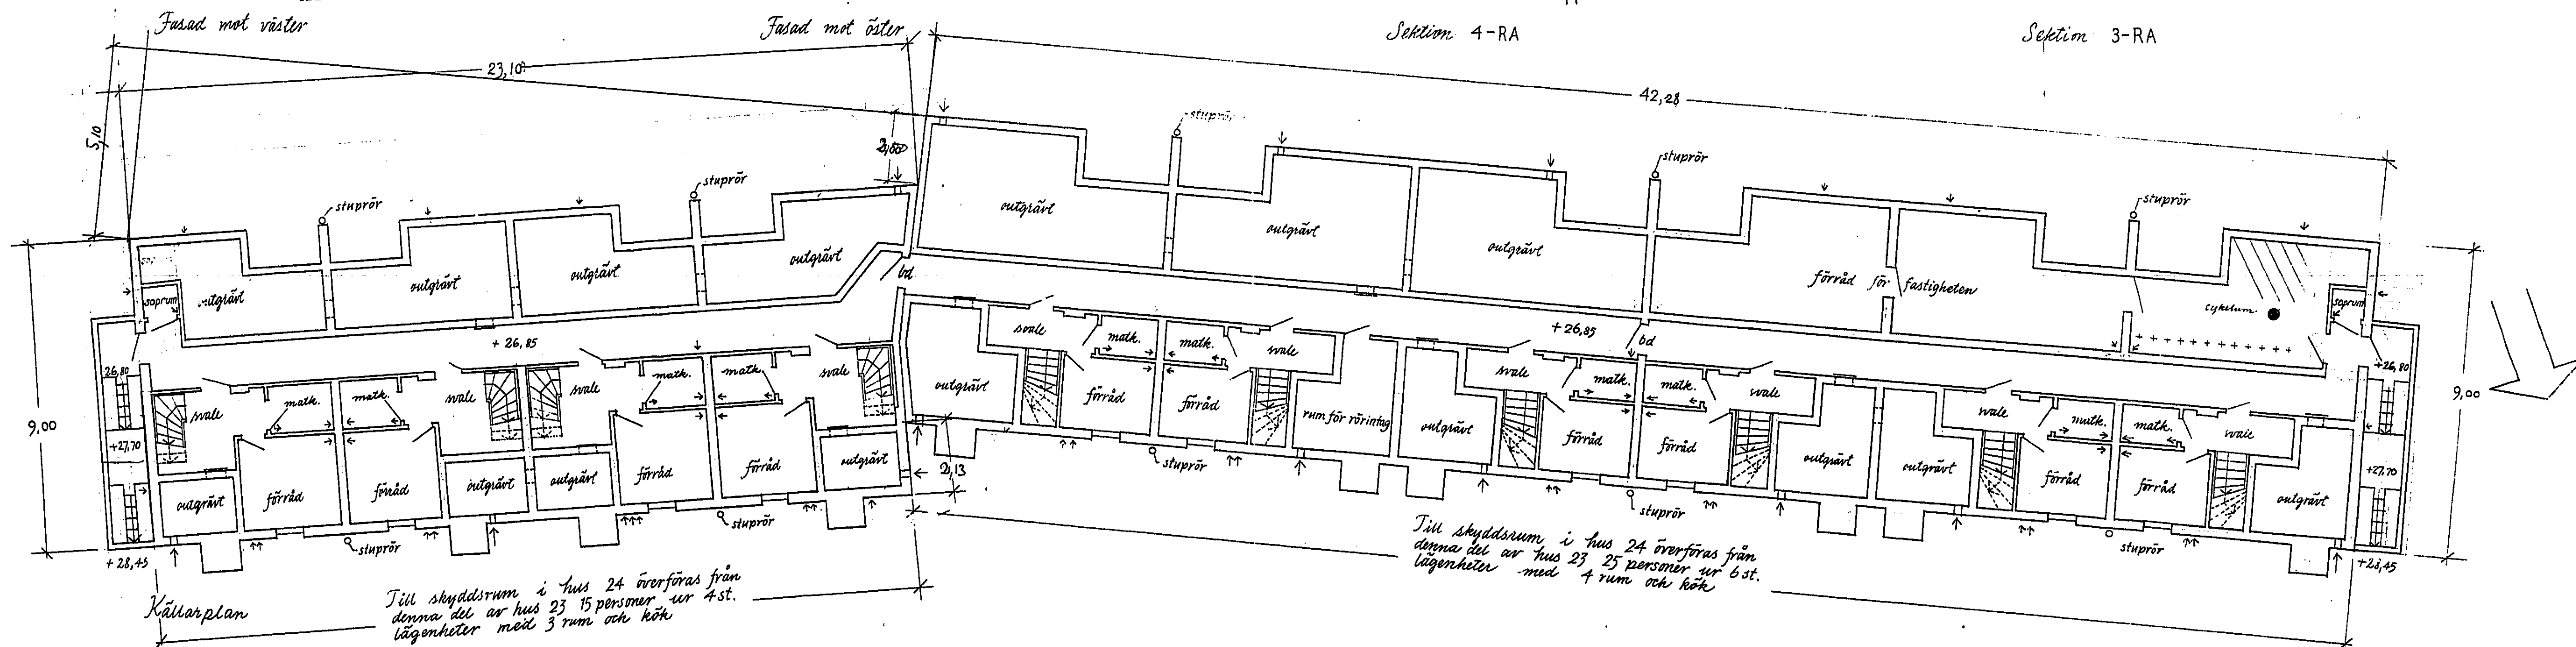 Fasad mot väster
Fasad mot öster
Sektion 4-RA
Sektion 3-RA
23,10
42,28
5,10
stuprör
stuprör
stuprör
stuprör
stuprör
outgrävt
outgrävt
outgrävt
outgrävt
outgrävt
outgrävt
outgrävt
förråd för fastigheten
cykelrum
soprum
soprum
bd
bd
+26,85
+26,85
26,80
+26,80
+27,70
+27,70
9,00
9,00
svale
matk.
matk.
svale
svale
matk.
matk.
svale
svale
matk.
matk.
svale
svale
matk.
matk.
svale
svale
matk.
matk.
svale
outgrävt
förråd
förråd
outgrävt
outgrävt
förråd
förråd
outgrävt
outgrävt
förråd
förråd
rum för rörintag
outgrävt
förråd
förråd
outgrävt
outgrävt
förråd
förråd
outgrävt
2,13
stuprör
stuprör
stuprör
stuprör
stuprör
+28,45
+28,45
Källarplan
Till skyddsrum i hus 24 överföras från
denna del av hus 23 15 personer ur 4 st.
lägenheter med 3 rum och kök
Till skyddsrum i hus 24 överföras från
denna del av hus 23 25 personer ur 6 st.
lägenheter med 4 rum och kök